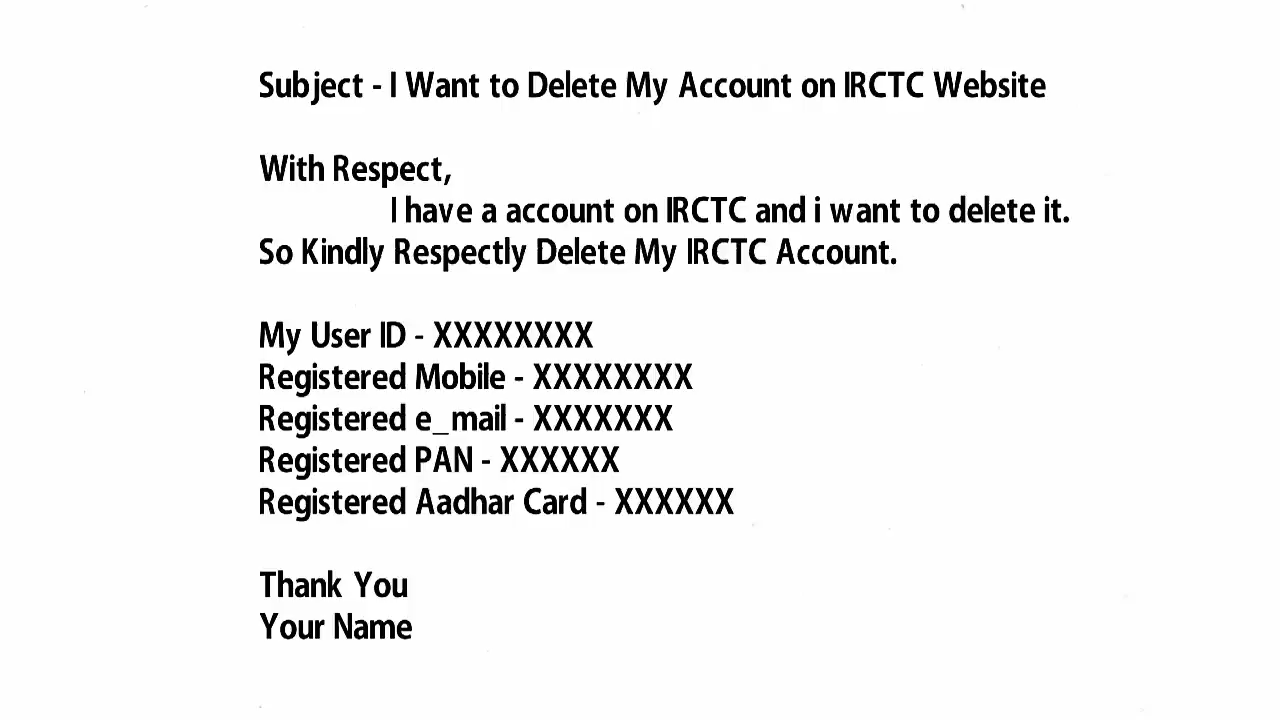 Subject - I Want to Delete My Account on IRCTC Website
With Respect,
I have a account on IRCTC and i want to delete it.
So Kindly Respectly Delete My IRCTC Account.
My User ID - XXXXXXXX
Registered Mobile - XXXXXXXX
Registered e_mail - XXXXXXX
Registered PAN - XXXXXX
Registered Aadhar Card - XXXXXX
Thank You
Your Name